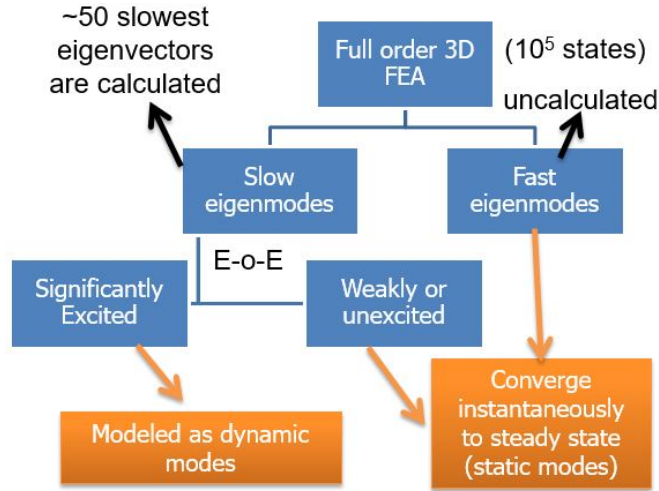 ~50 slowest
eigenvectors
are calculated
Full order 3D
FEA
(10⁵ states)
uncalculated
Slow
eigenmodes
Fast
eigenmodes
E-o-E
Significantly
Excited
Weakly or
unexcited
Modeled as dynamic
modes
Converge
instantaneously
to steady state
(static modes)